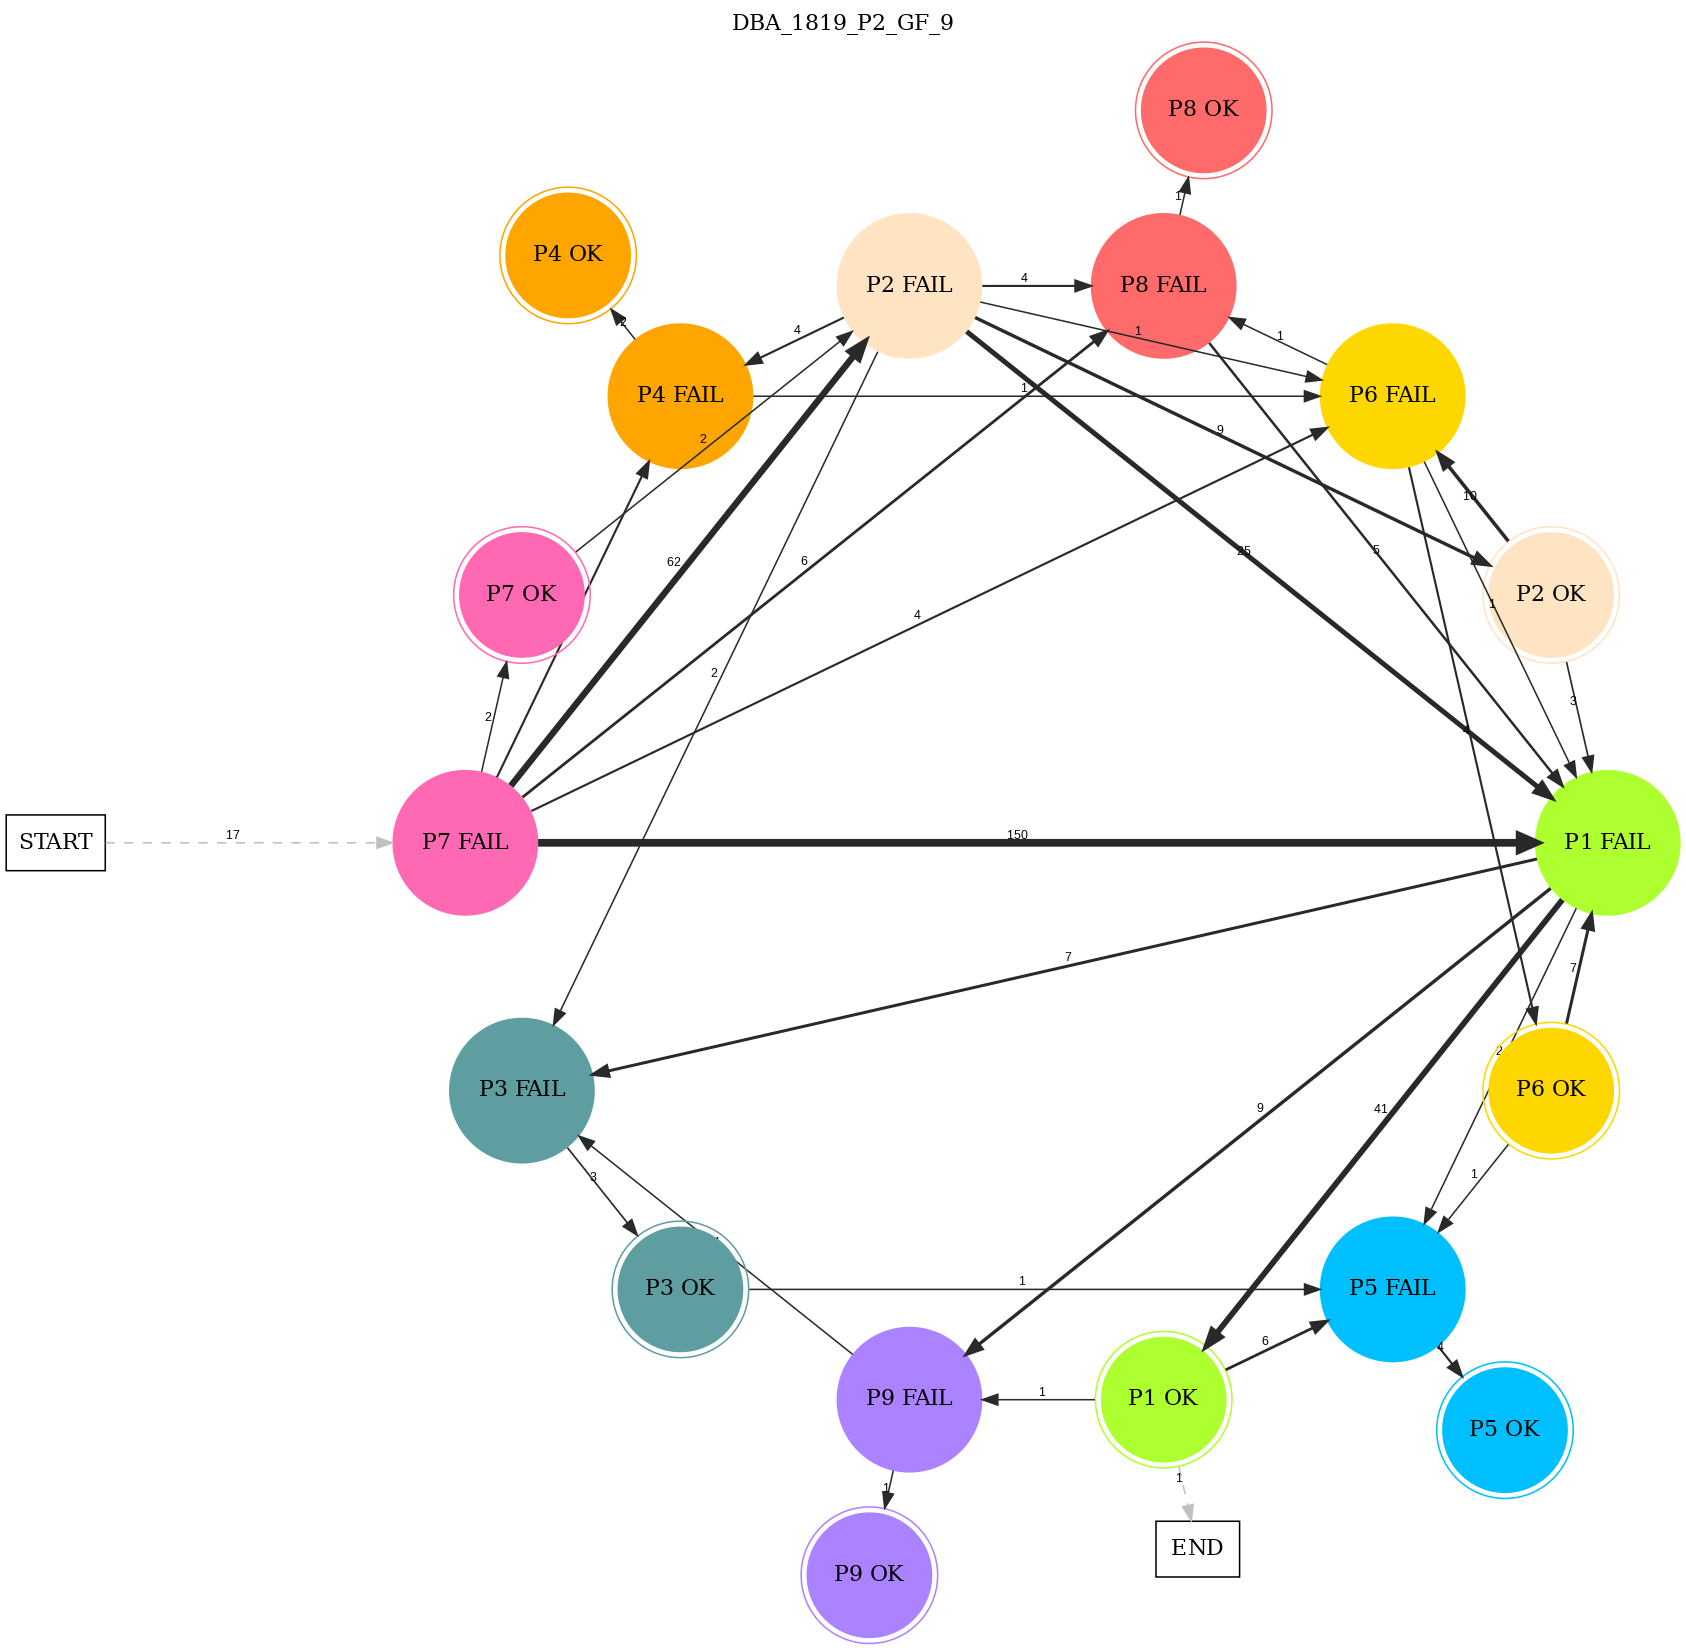 DBA_1819_P2_GF_9
P8 OK
P4 OK
1
2
P2 FAIL
4
P8 FAIL
4
1
1
P4 FAIL
1
P6 FAIL
2
9
10
62
6
25
5
P7 OK
P2 OK
4
1
2
3
2
4
START
17
P7 FAIL
150
P1 FAIL
7
7
2
P3 FAIL
P6 OK
9
41
3
1
1
P3 OK
1
P5 FAIL
6
4
P9 FAIL
1
P1 OK
P5 OK
1
1
END
P9 OK